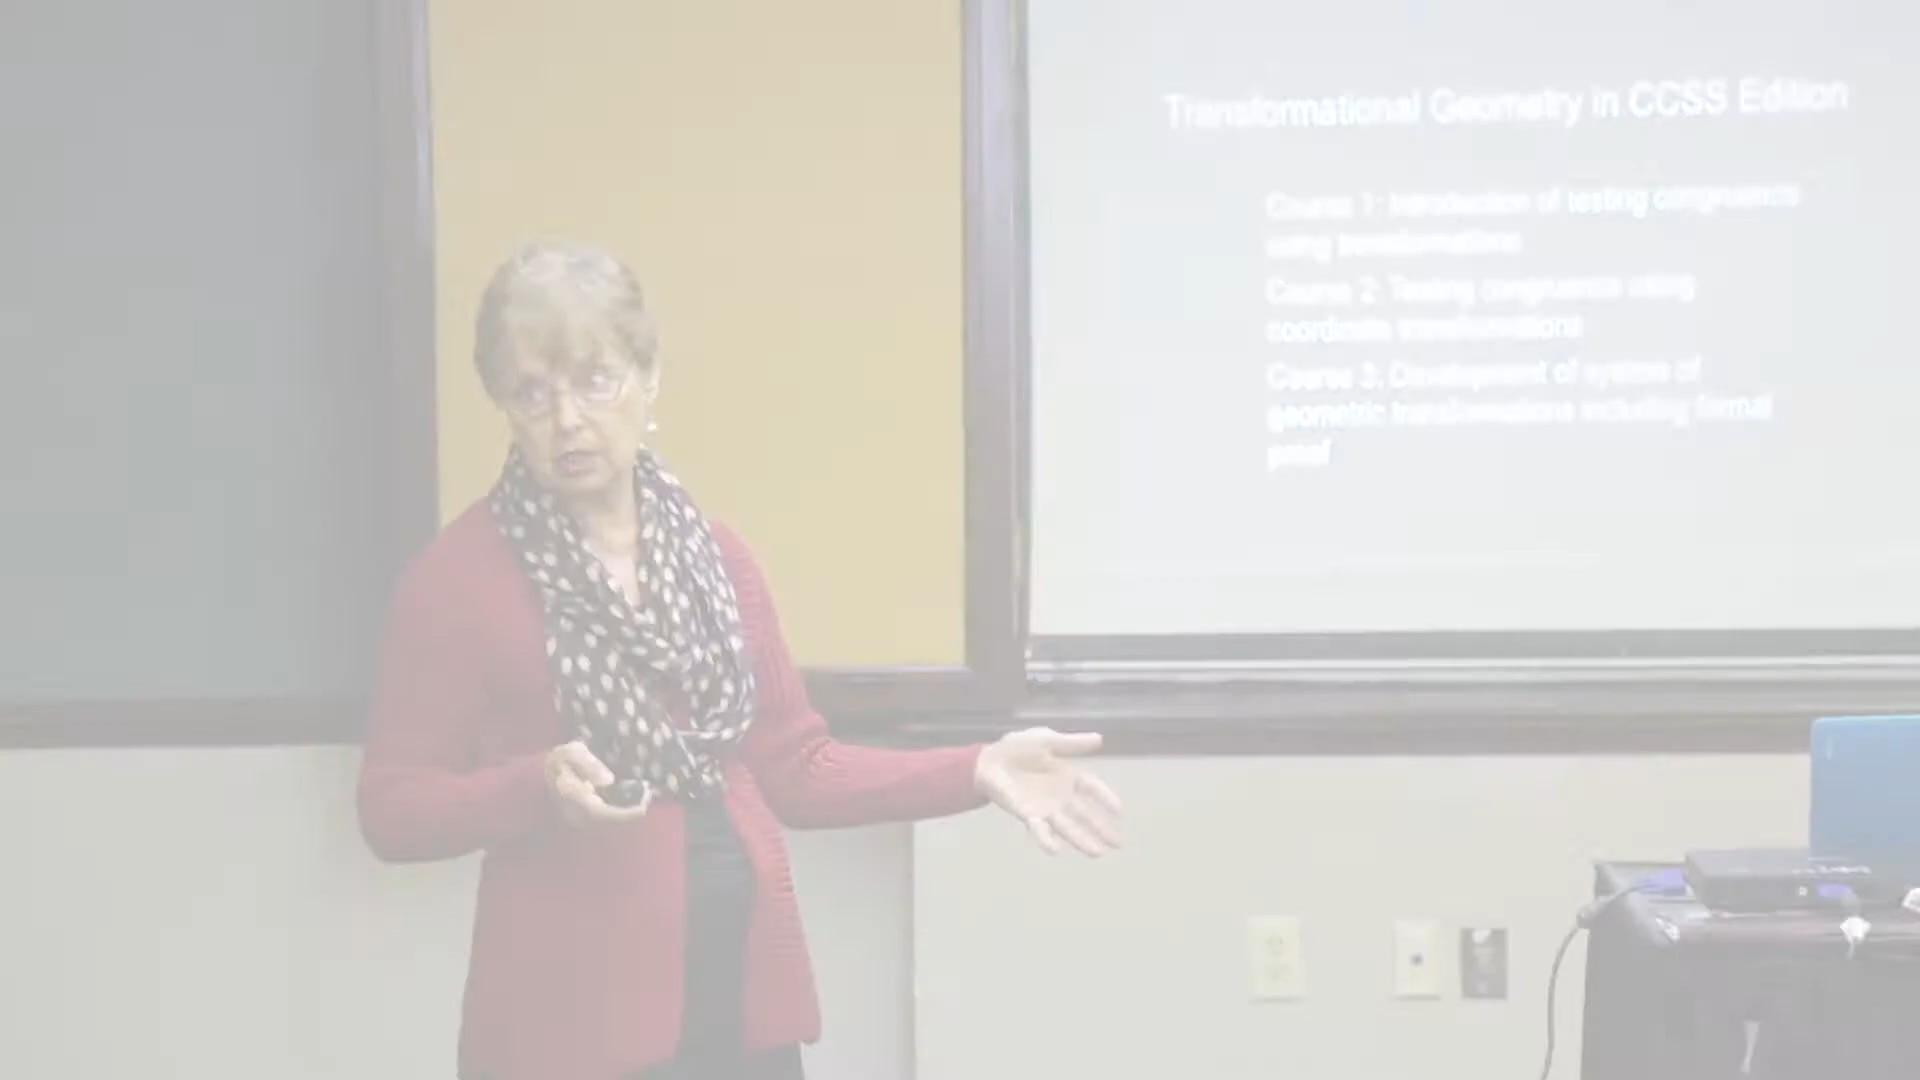 Transformational Geometry in CCSS Edition
Course 1: Introduction of testing congruence
using transformations
Course 2: Testing congruence using
coordinate transformations
Course 3: Development of system of
geometric transformations including formal
proof